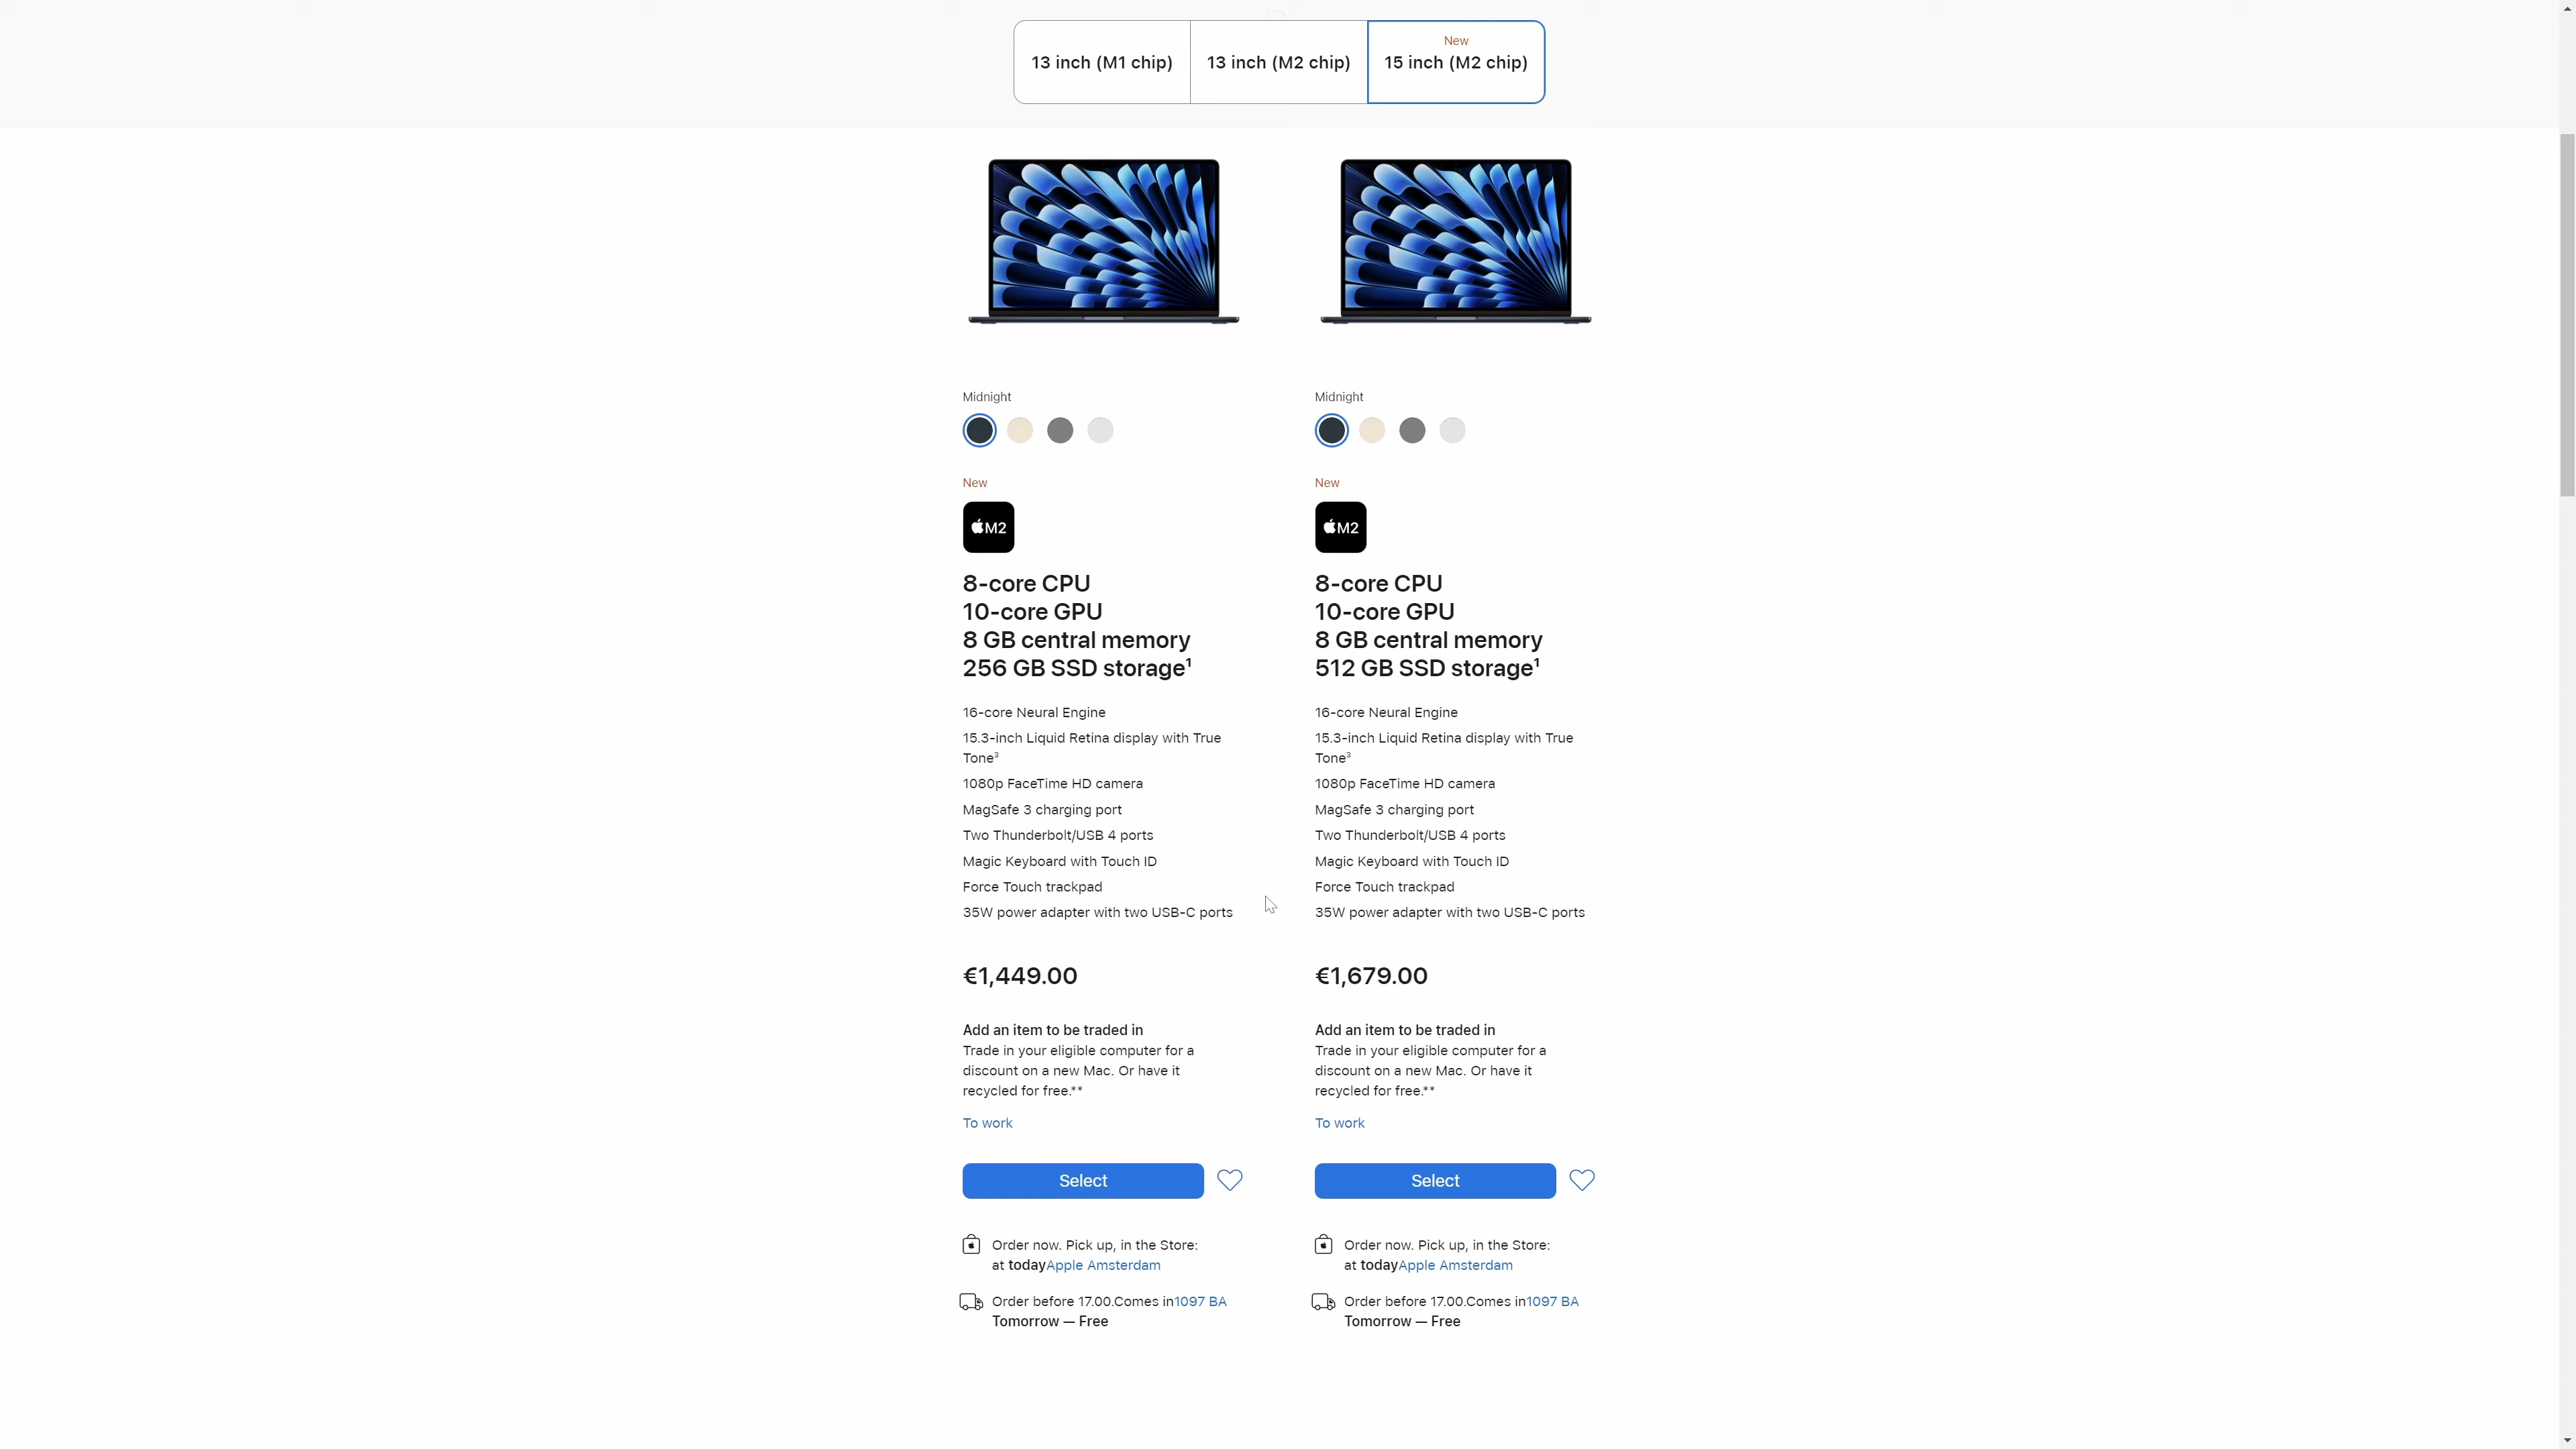 13 inch (M1 chip)
13 inch (M2 chip)
New
15 inch (M2 chip)
Midnight
New
M2
8-core CPU
10-core GPU
8 GB central memory
256 GB SSD storage¹
16-core Neural Engine
15.3-inch Liquid Retina display with True
Tone³
1080p FaceTime HD camera
MagSafe 3 charging port
Two Thunderbolt/USB 4 ports
Magic Keyboard with Touch ID
Force Touch trackpad
35W power adapter with two USB-C ports
€1,449.00
Add an item to be traded in
Trade in your eligible computer for a
discount on a new Mac. Or have it
recycled for free.**
To work
Select
Order now. Pick up, in the Store:
at todayApple Amsterdam
Order before 17.00.Comes in1097 BA
Tomorrow — Free
Midnight
New
M2
8-core CPU
10-core GPU
8 GB central memory
512 GB SSD storage¹
16-core Neural Engine
15.3-inch Liquid Retina display with True
Tone³
1080p FaceTime HD camera
MagSafe 3 charging port
Two Thunderbolt/USB 4 ports
Magic Keyboard with Touch ID
Force Touch trackpad
35W power adapter with two USB-C ports
€1,679.00
Add an item to be traded in
Trade in your eligible computer for a
discount on a new Mac. Or have it
recycled for free.**
To work
Select
Order now. Pick up, in the Store:
at todayApple Amsterdam
Order before 17.00.Comes in1097 BA
Tomorrow — Free